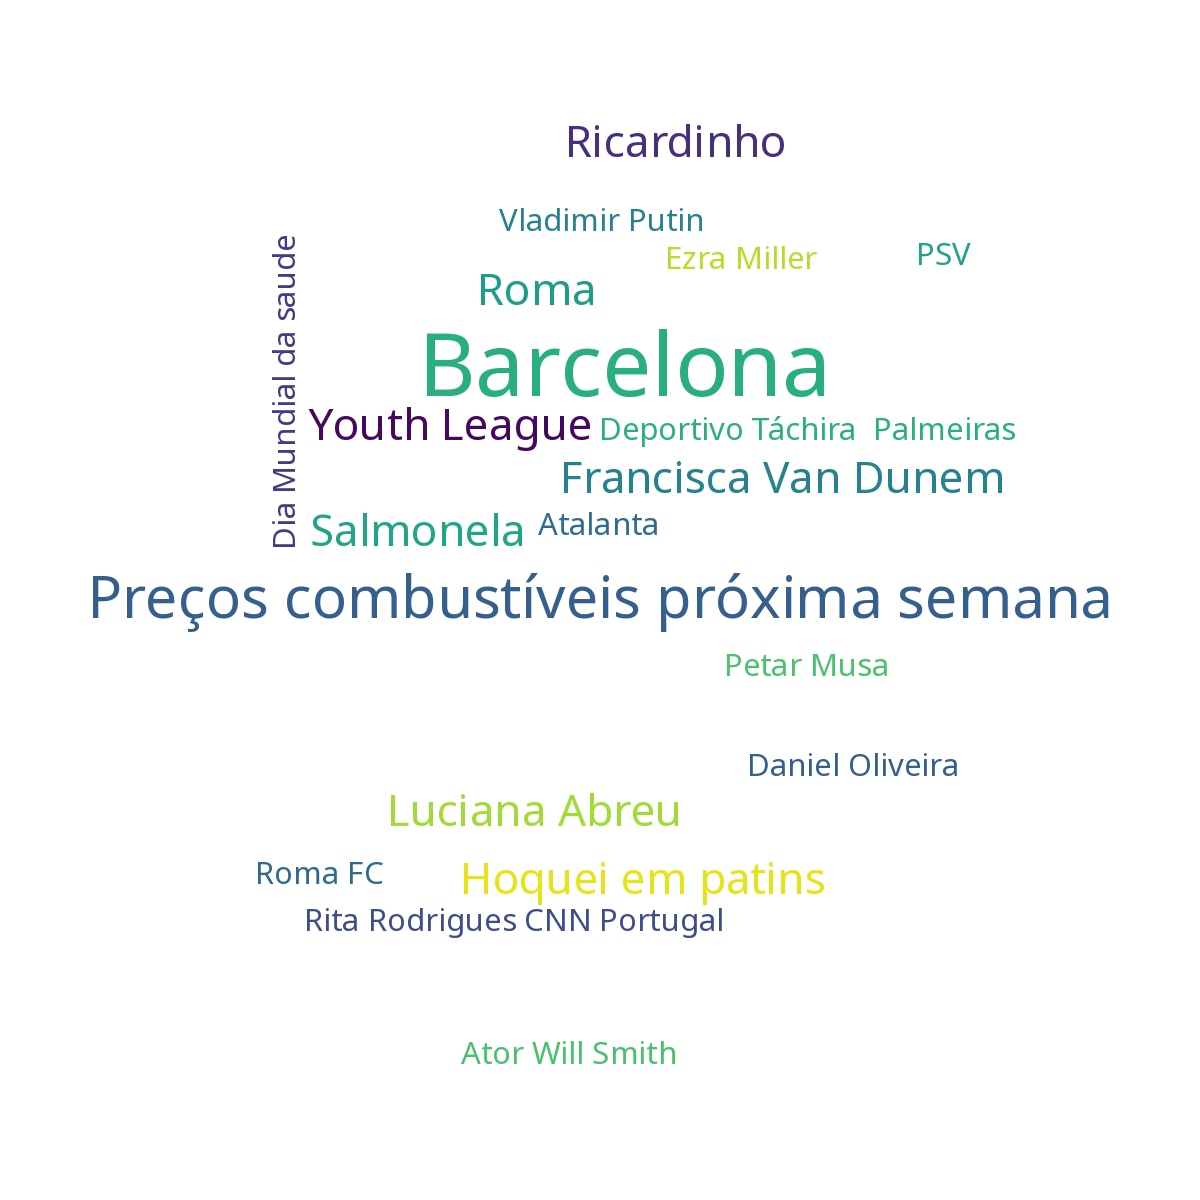 Ricardinho
Vladimir Putin
Ezra Miller
PSV
Dia Mundial da saude
Roma
Barcelona
Youth League
Deportivo Táchira
Palmeiras
Francisca Van Dunem
Salmonela
Atalanta
Preços combustíveis próxima semana
Petar Musa
Daniel Oliveira
Luciana Abreu
Roma FC
Hoquei em patins
Rita Rodrigues CNN Portugal
Ator Will Smith